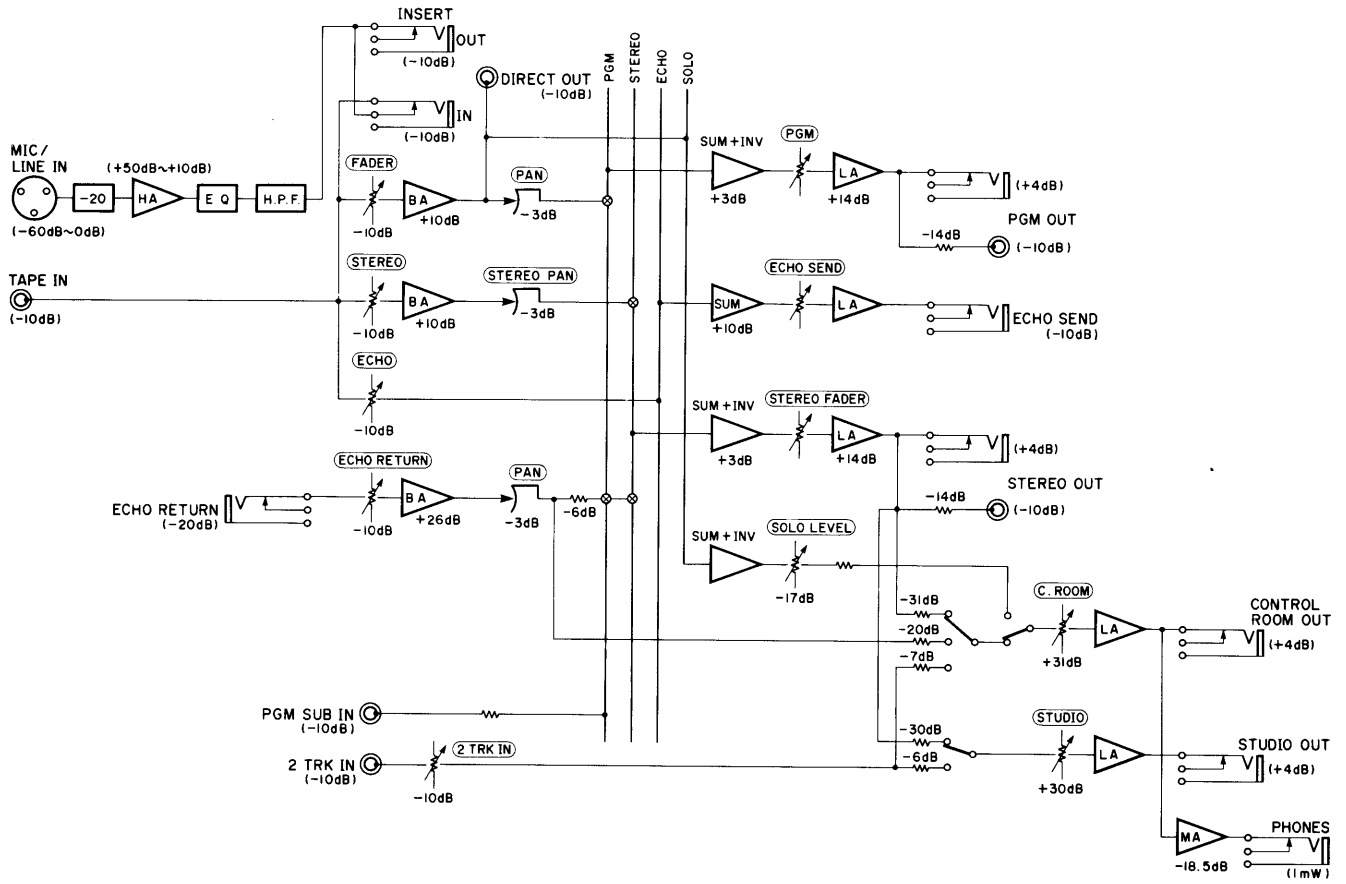 INSERT
OUT
(-10dB)
IN
(-10dB)
DIRECT OUT
(-10dB)
PGM
STEREO
ECHO
SOLO
MIC/
LINE IN
(-60dB~0dB)
-20
(+50dB~+10dB)
HA
E Q
H.P.F.
FADER
-10dB
BA
+10dB
PAN
-3dB
SUM+INV
+3dB
PGM
LA
+14dB
(+4dB)
PGM OUT
-14dB
(-10dB)
TAPE IN
(-10dB)
STEREO
-10dB
BA
+10dB
STEREO PAN
-3dB
SUM
+10dB
ECHO SEND
LA
ECHO SEND
(-10dB)
ECHO
-10dB
SUM+INV
+3dB
STEREO FADER
LA
+14dB
(+4dB)
STEREO OUT
-14dB
(-10dB)
ECHO RETURN
(-20dB)
ECHO RETURN
-10dB
BA
+26dB
PAN
-3dB
-6dB
SUM+INV
SOLO LEVEL
-17dB
-31dB
-20dB
-7dB
C. ROOM
+31dB
LA
CONTROL
ROOM OUT
(+4dB)
PGM SUB IN
(-10dB)
2 TRK IN
(-10dB)
2 TRK IN
-10dB
-30dB
-6dB
STUDIO
+30dB
LA
STUDIO OUT
(+4dB)
MA
-18.5dB
PHONES
(1mW)